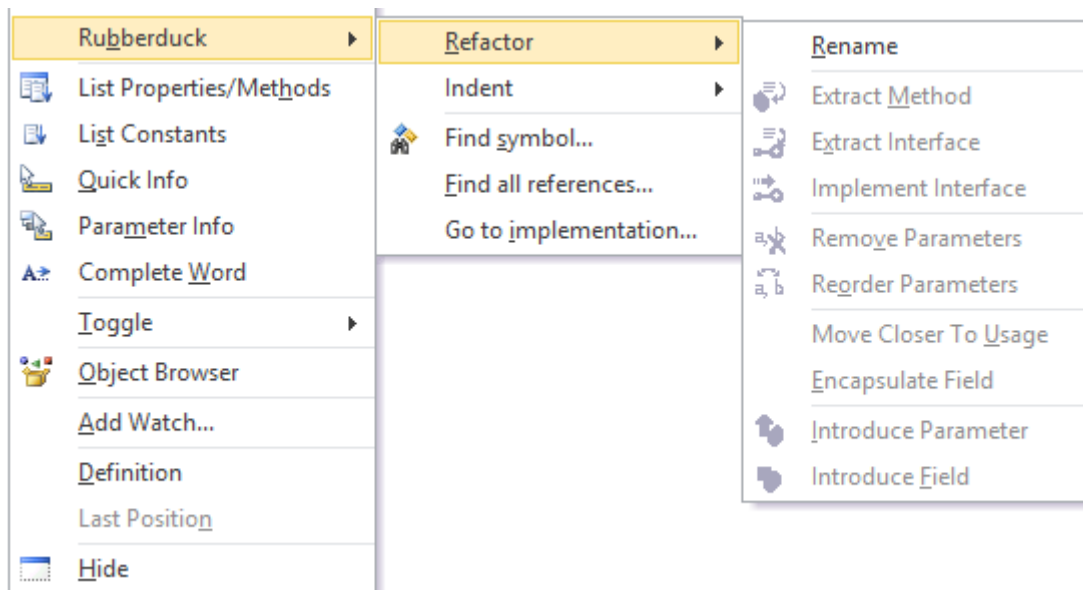 Rubberduck
List Properties/Methods
List Constants
Quick Info
Parameter Info
Complete Word
Toggle
Object Browser
Add Watch...
Definition
Last Position
Hide
Refactor
Indent
Find symbol...
Find all references...
Go to implementation...
Rename
Extract Method
Extract Interface
Implement Interface
Remove Parameters
Reorder Parameters
Move Closer To Usage
Encapsulate Field
Introduce Parameter
Introduce Field